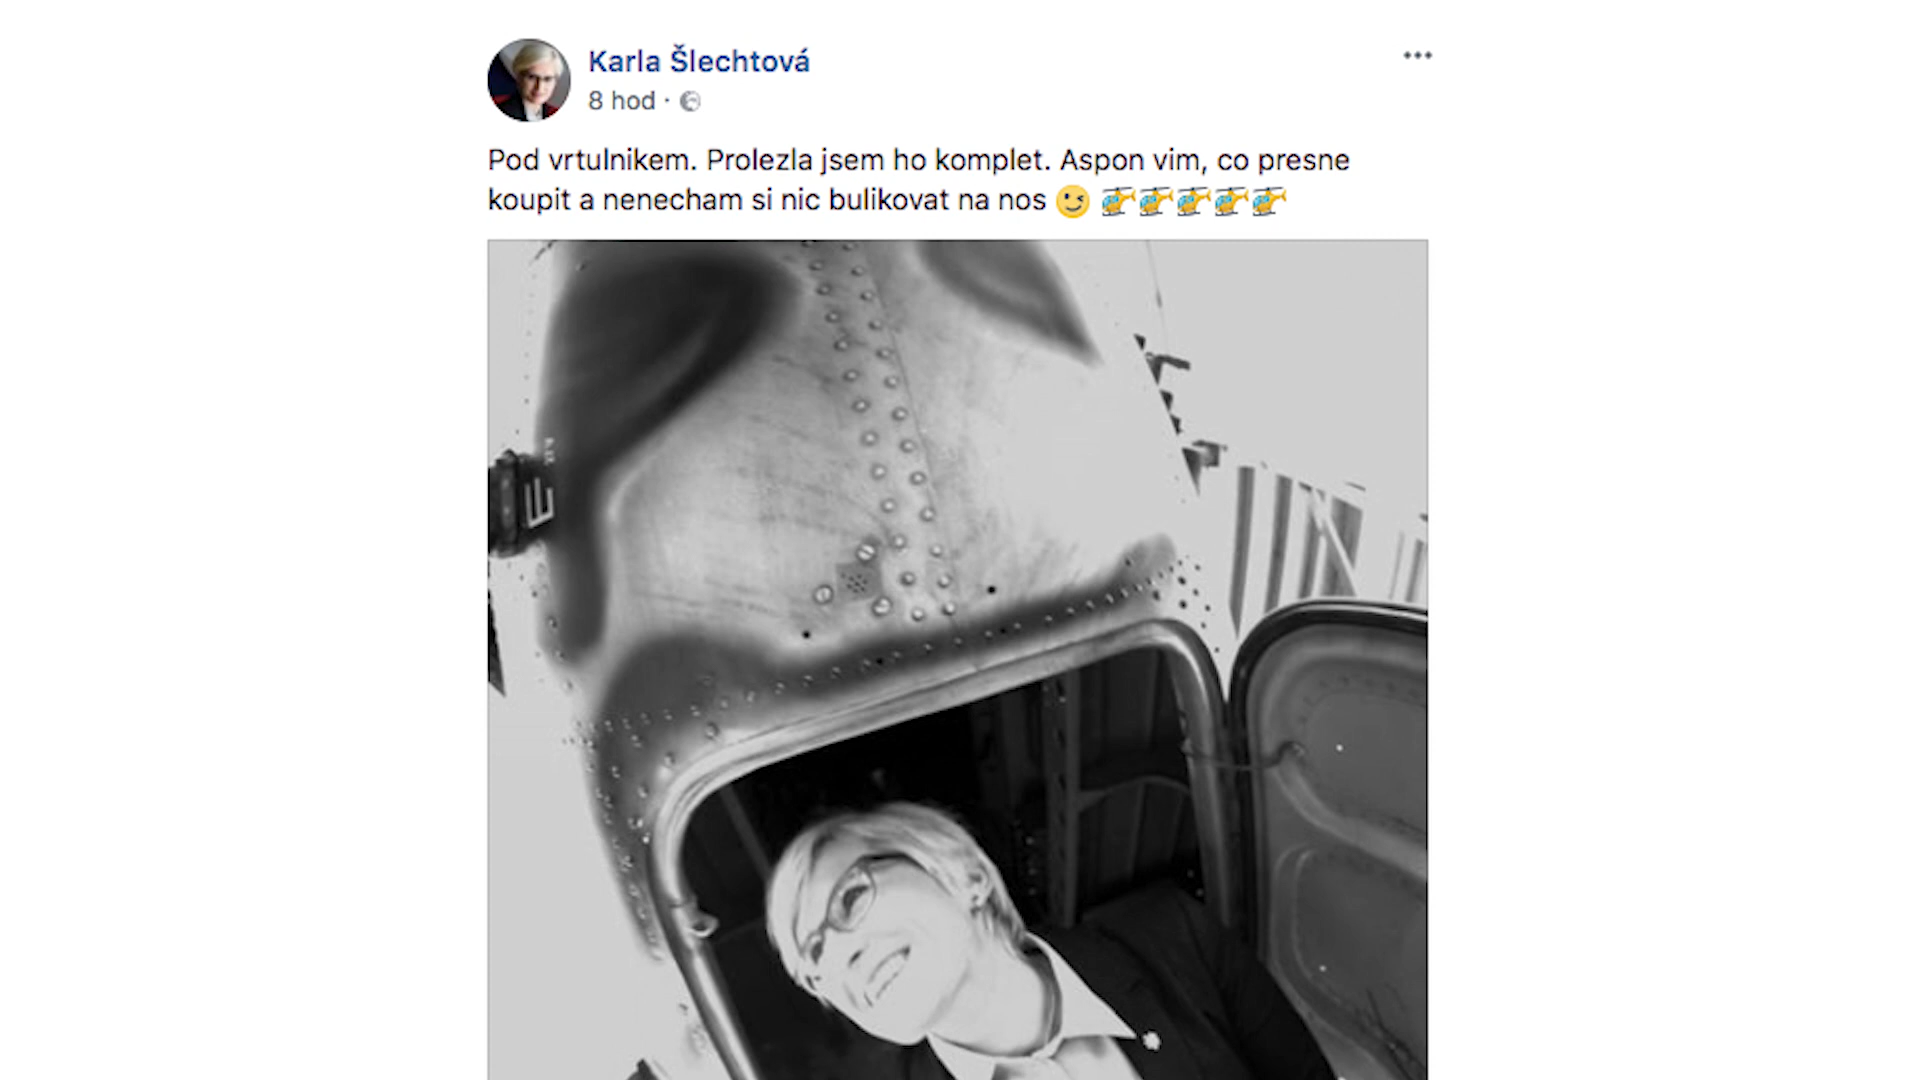 Karla Šlechtová
8 hod ·
Pod vrtulnikem. Prolezla jsem ho komplet. Aspon vim, co presne
koupit a nenecham si nic bulikovat na nos 😉 🚁🚁🚁🚁🚁